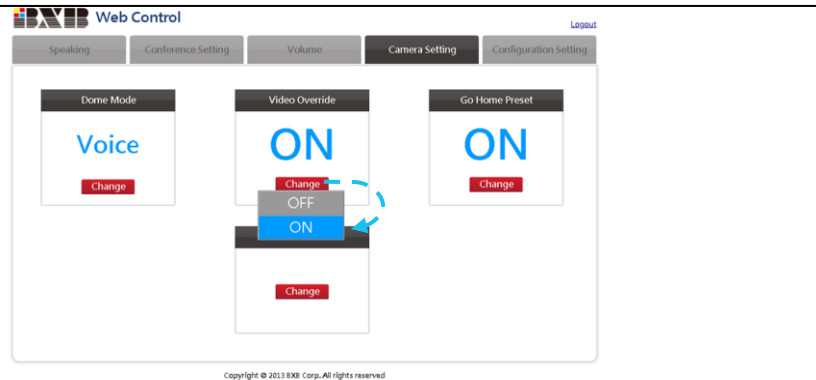 BXB Web Control
Logout
Speaking Conference Setting Volume Camera Setting Configuration Setting
Dome Mode Video Override Go Home Preset
Voice ON ON
Change Change Change
OFF
ON
Change
Copyright @ 2013 BXB Corp. All rights reserved